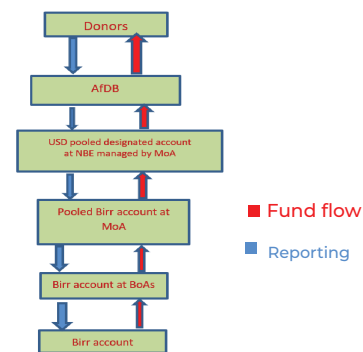 Donors
AfDB
USD pooled designated account
at NBE managed by MoA
Pooled Birr account at
MoA
Fund flow
Reporting
Birr account at BoAs
Birr account